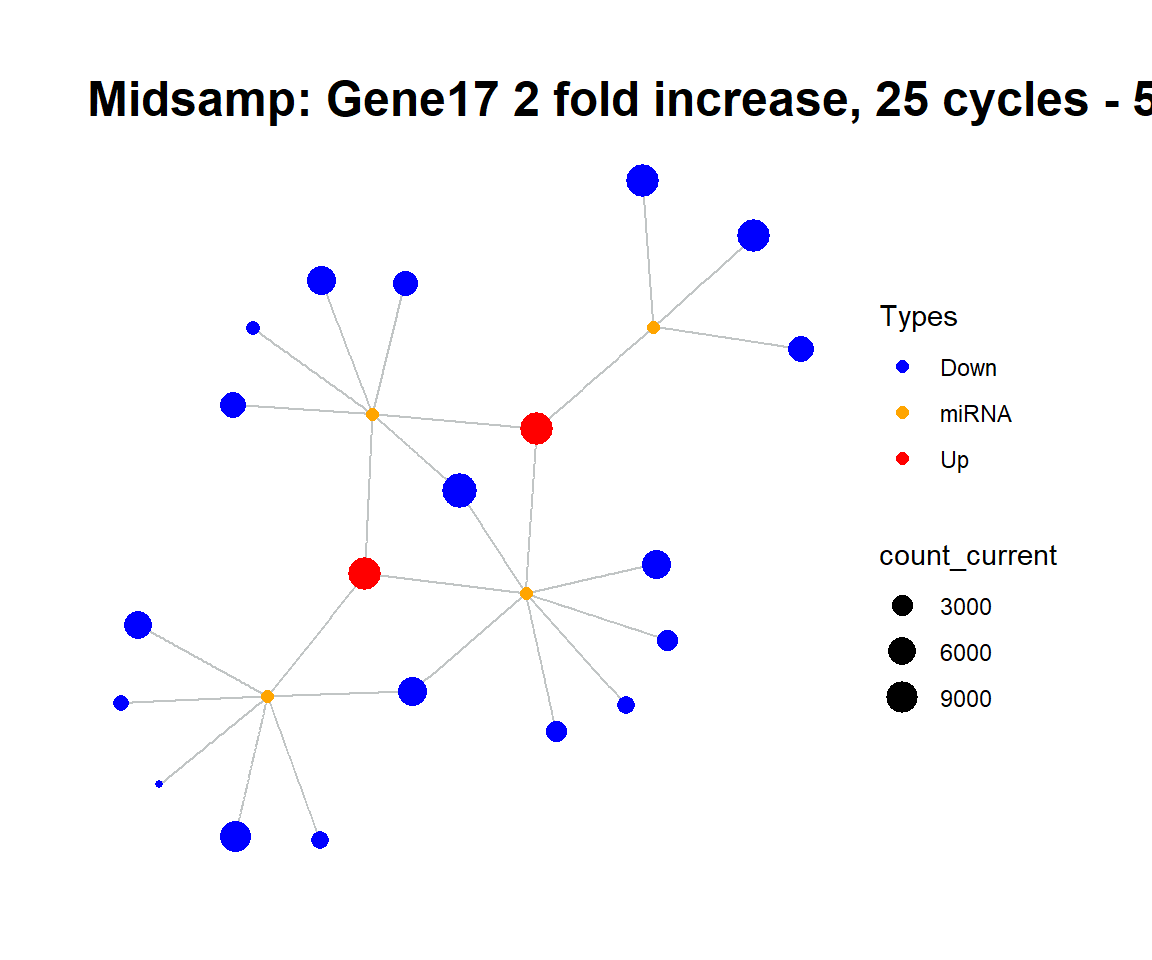 Midsamp: Gene17 2 fold increase, 25 cycles - 5
Types
Down
miRNA
Up
count_current
3000
6000
9000